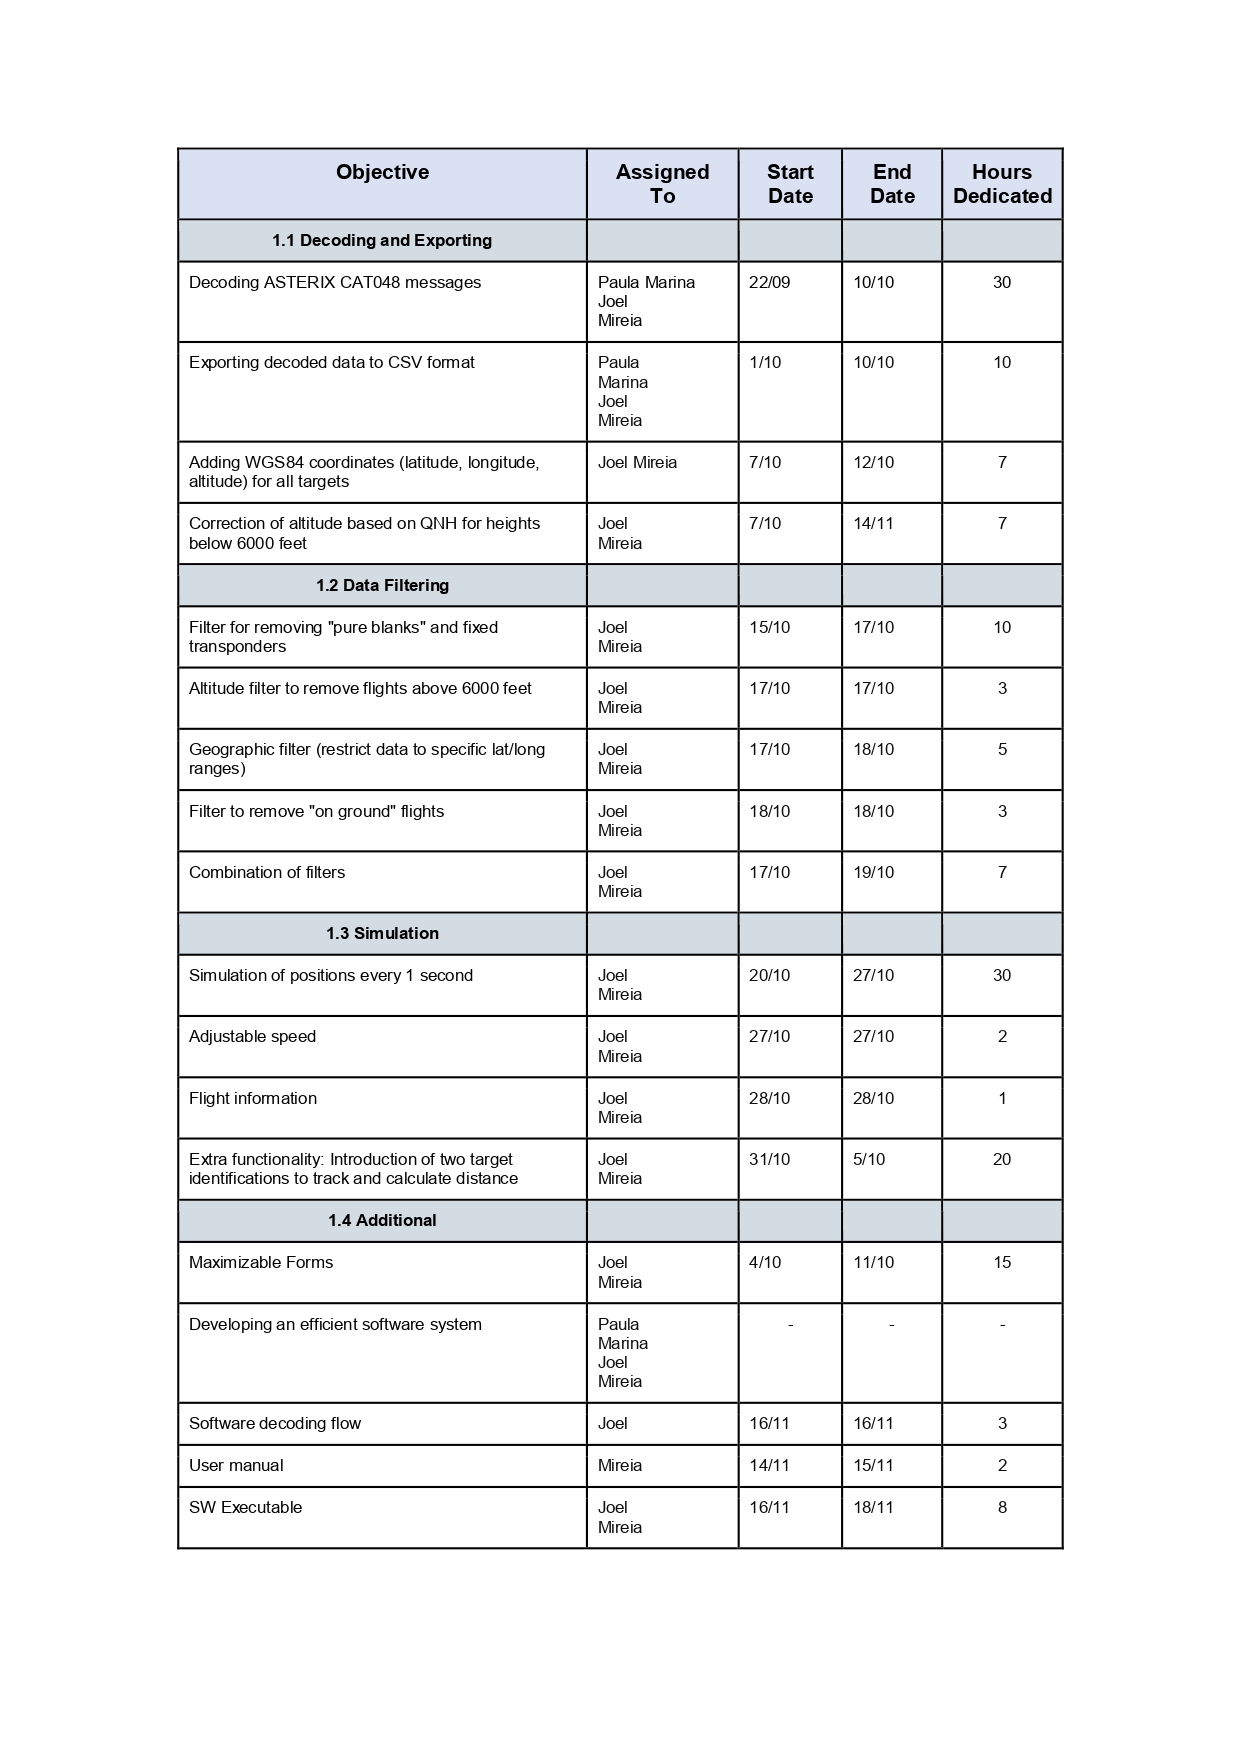 Objective
Assigned
To
Start
Date
End
Date
Hours
Dedicated
1.1 Decoding and Exporting
Decoding ASTERIX CAT048 messages
Paula Marina
Joel
Mireia
22/09
10/10
30
Exporting decoded data to CSV format
Paula
Marina
Joel
Mireia
1/10
10/10
10
Adding WGS84 coordinates (latitude, longitude,
altitude) for all targets
Joel Mireia
7/10
12/10
7
Correction of altitude based on QNH for heights
below 6000 feet
Joel
Mireia
7/10
14/11
7
1.2 Data Filtering
Filter for removing "pure blanks" and fixed
transponders
Joel
Mireia
15/10
17/10
10
Altitude filter to remove flights above 6000 feet
Joel
Mireia
17/10
17/10
3
Geographic filter (restrict data to specific lat/long
ranges)
Joel
Mireia
17/10
18/10
5
Filter to remove "on ground" flights
Joel
Mireia
18/10
18/10
3
Combination of filters
Joel
Mireia
17/10
19/10
7
1.3 Simulation
Simulation of positions every 1 second
Joel
Mireia
20/10
27/10
30
Adjustable speed
Joel
Mireia
27/10
27/10
2
Flight information
Joel
Mireia
28/10
28/10
1
Extra functionality: Introduction of two target
identifications to track and calculate distance
Joel
Mireia
31/10
5/10
20
1.4 Additional
Maximizable Forms
Joel
Mireia
4/10
11/10
15
Developing an efficient software system
Paula
Marina
Joel
Mireia
-
-
-
Software decoding flow
Joel
16/11
16/11
3
User manual
Mireia
14/11
15/11
2
SW Executable
Joel
Mireia
16/11
18/11
8